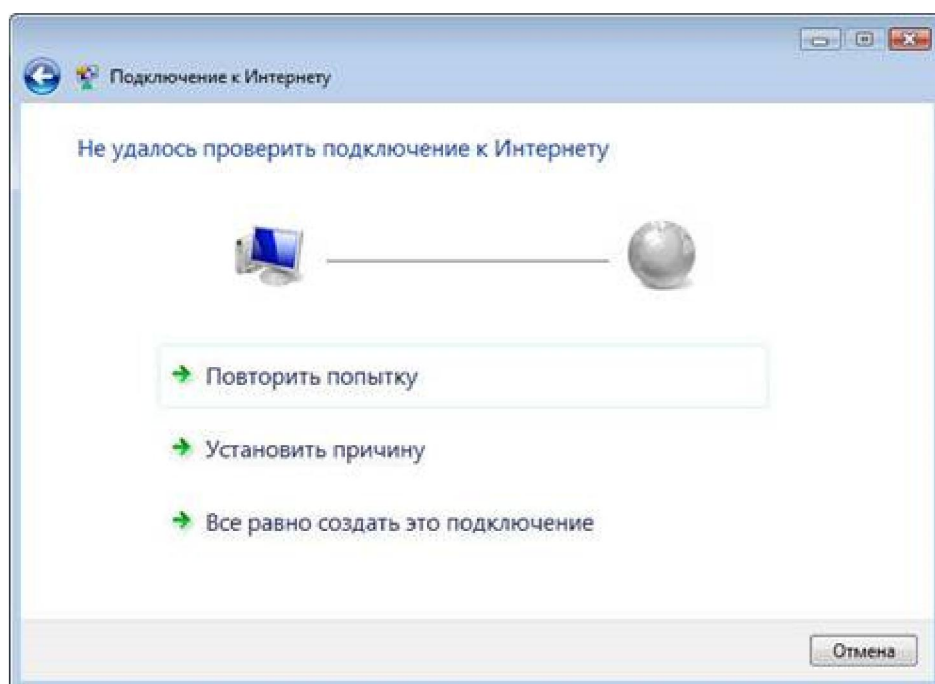 Подключение к Интернету
Не удалось проверить подключение к Интернету
Повторить попытку
Установить причину
Все равно создать это подключение
Отмена